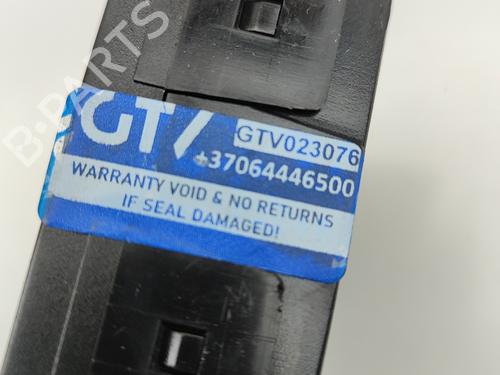 B-PARTS
GTV
GTV023076
+37064446500
WARRANTY VOID & NO RETURNS
IF SEAL DAMAGED!